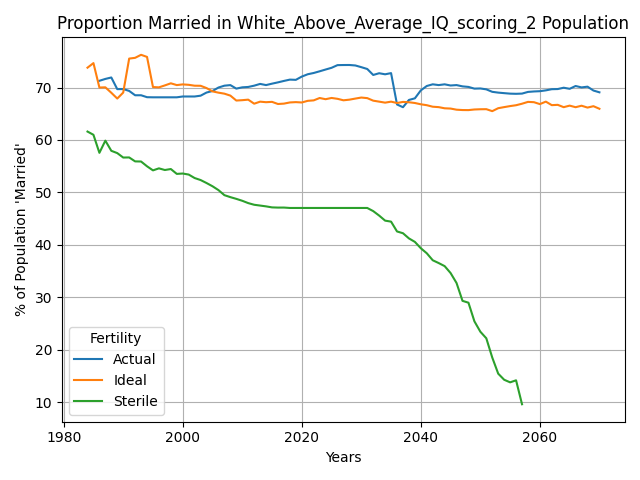 Proportion Married in White_Above_Average_IQ_scoring_2 Population
% of Population 'Married'
70
60
50
40
30
20
10
Fertility
Actual
Ideal
Sterile
1980
2000
2020
2040
2060
Years